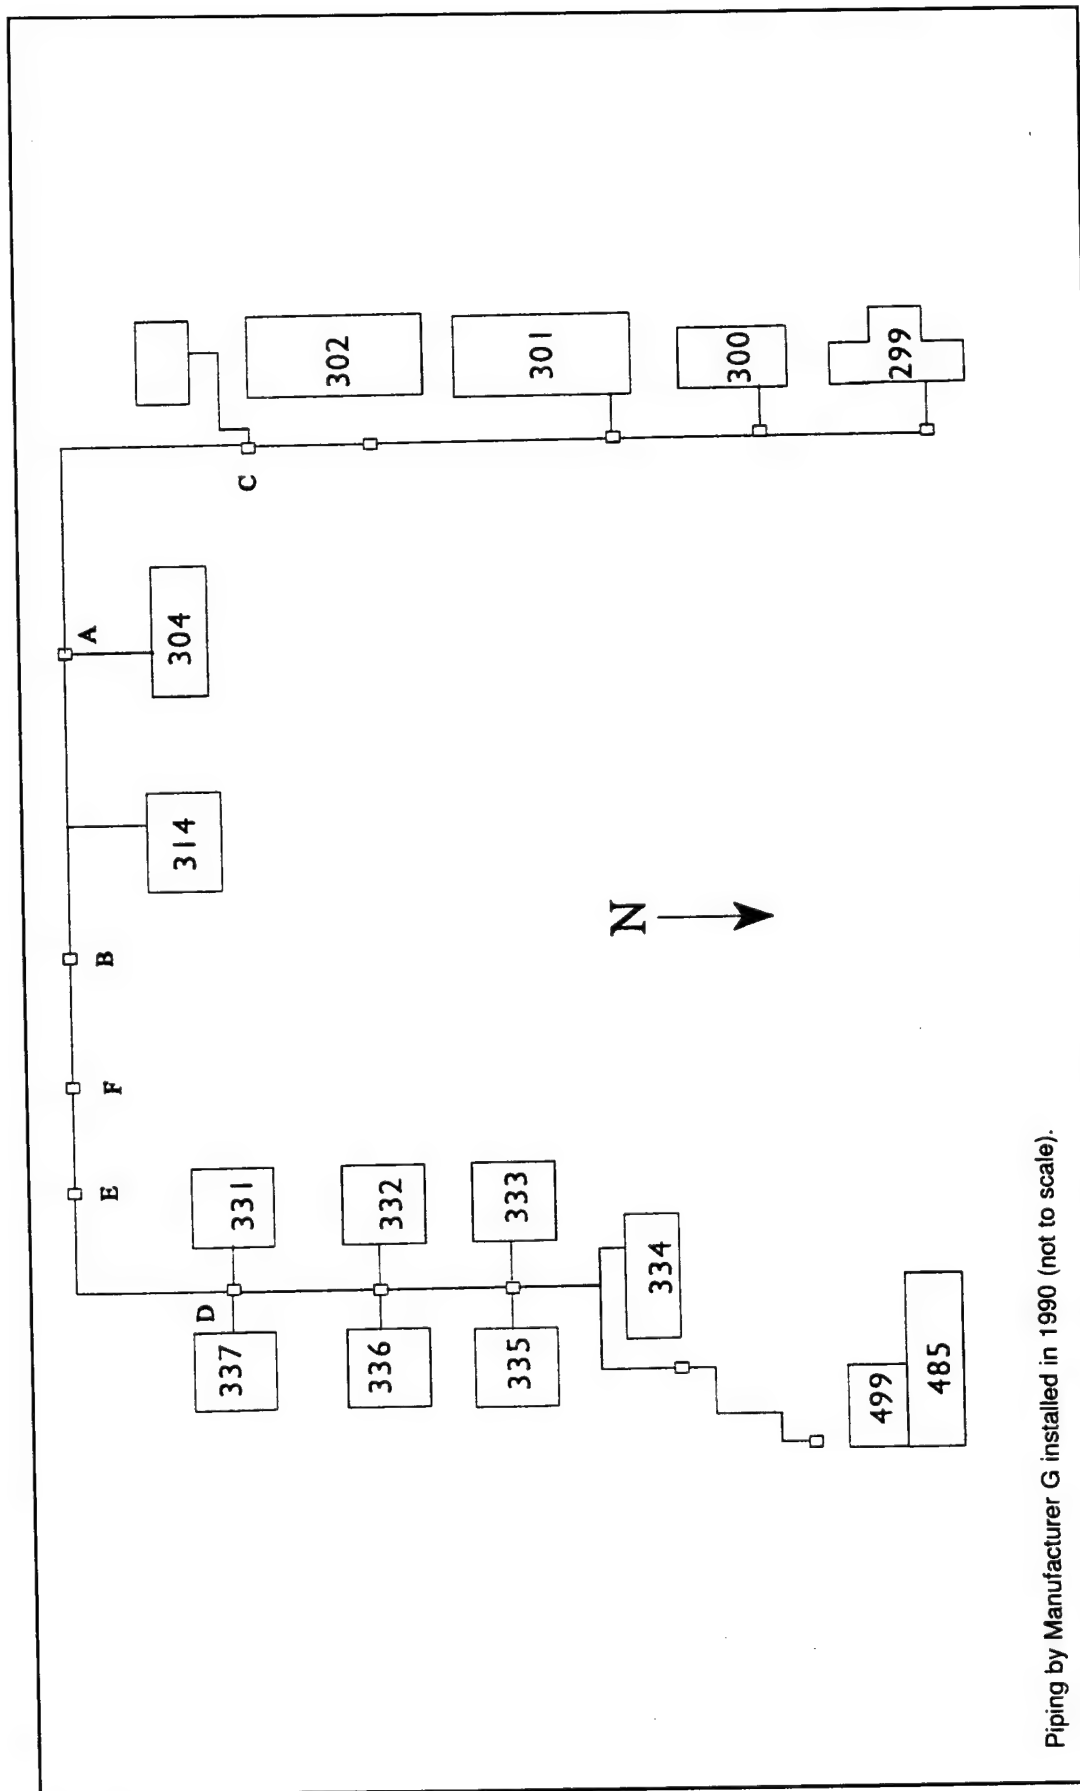 E
F
B
A
314
304
D
337
331
C
336
332
302
335
333
301
N
334
300
499
299
485
Piping by Manufacturer G installed in 1990 (not to scale).